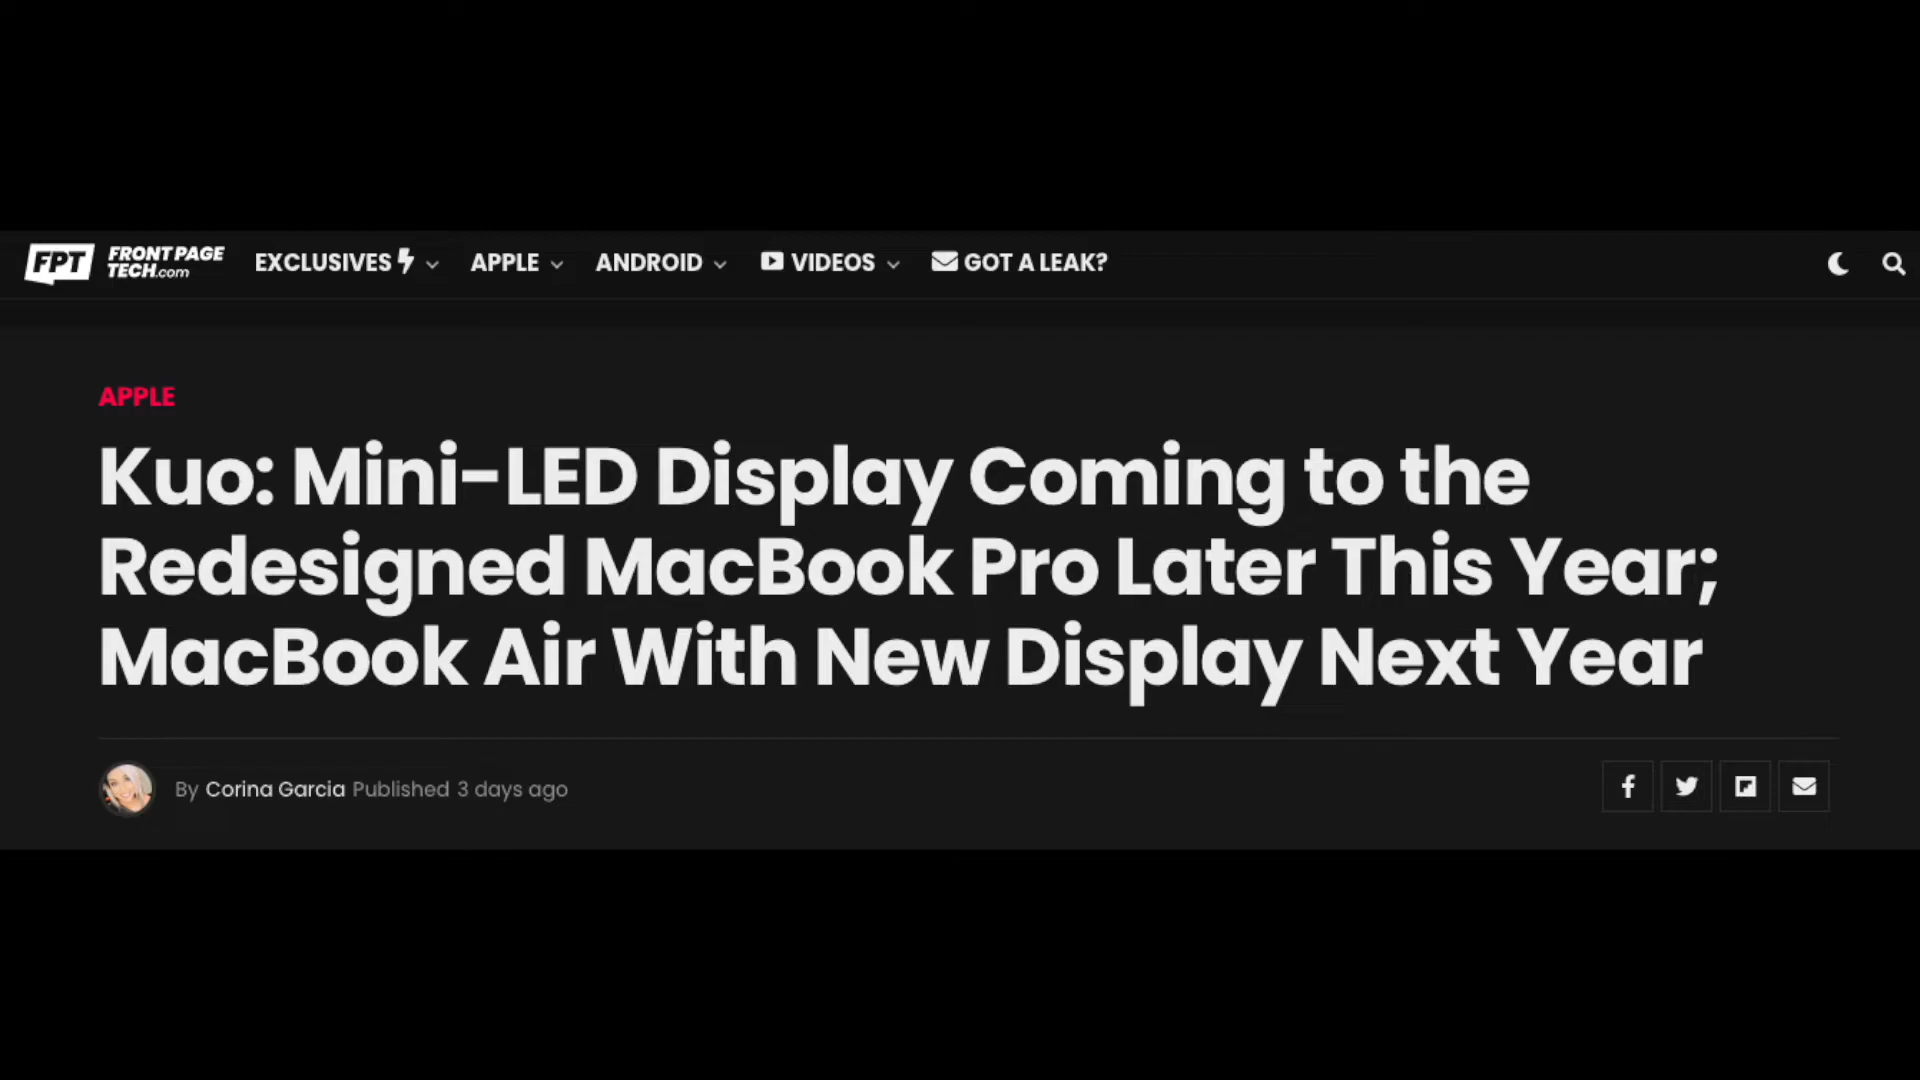 FPT FRONT PAGE TECH.com EXCLUSIVES APPLE ANDROID VIDEOS GOT A LEAK?
APPLE
Kuo: Mini-LED Display Coming to the
Redesigned MacBook Pro Later This Year;
MacBook Air With New Display Next Year
By Corina Garcia Published 3 days ago